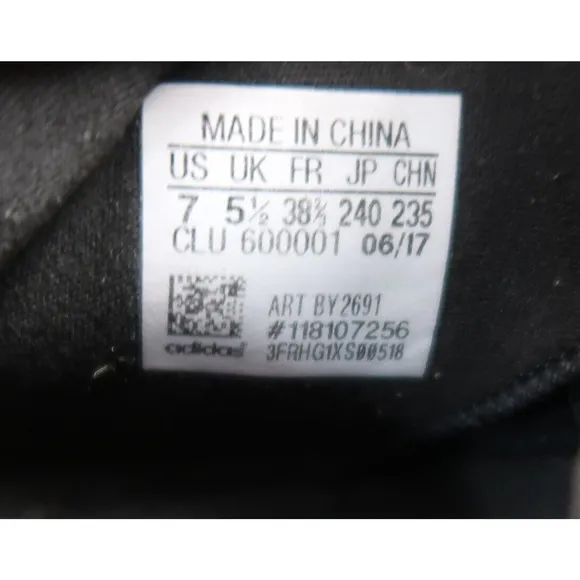 MADE IN CHINA
US UK FR JP CHN
7 5½ 38⅔ 240 235
CLU 600001 06/17
ART BY2691
#118107256
adidas 3FRHG1XS00518